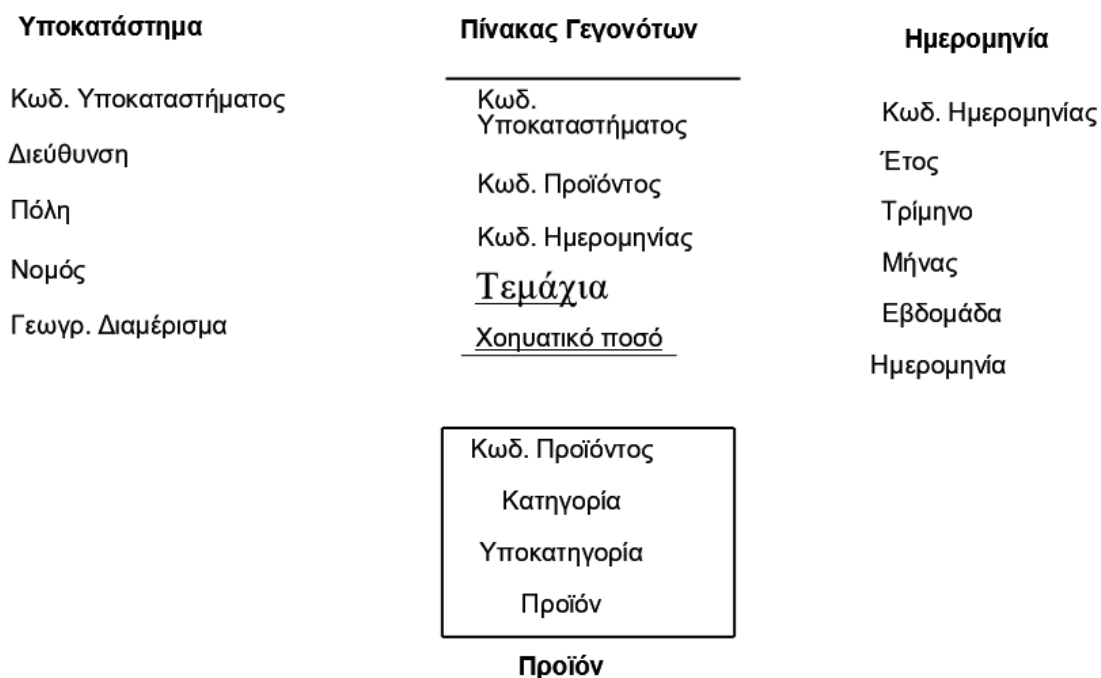 Υποκατάστημα
Κωδ. Υποκαταστήματος
Διεύθυνση
Πόλη
Νομός
Γεωγρ. Διαμέρισμα
Πίνακας Γεγονότων
Κωδ.
Υποκαταστήματος
Κωδ. Προϊόντος
Κωδ. Ημερομηνίας
Τεμάχια
Χοηυατικό ποσό
Ημερομηνία
Κωδ. Ημερομηνίας
Έτος
Τρίμηνο
Μήνας
Εβδομάδα
Ημερομηνία
Κωδ. Προϊόντος
Κατηγορία
Υποκατηγορία
Προϊόν
Προϊόν